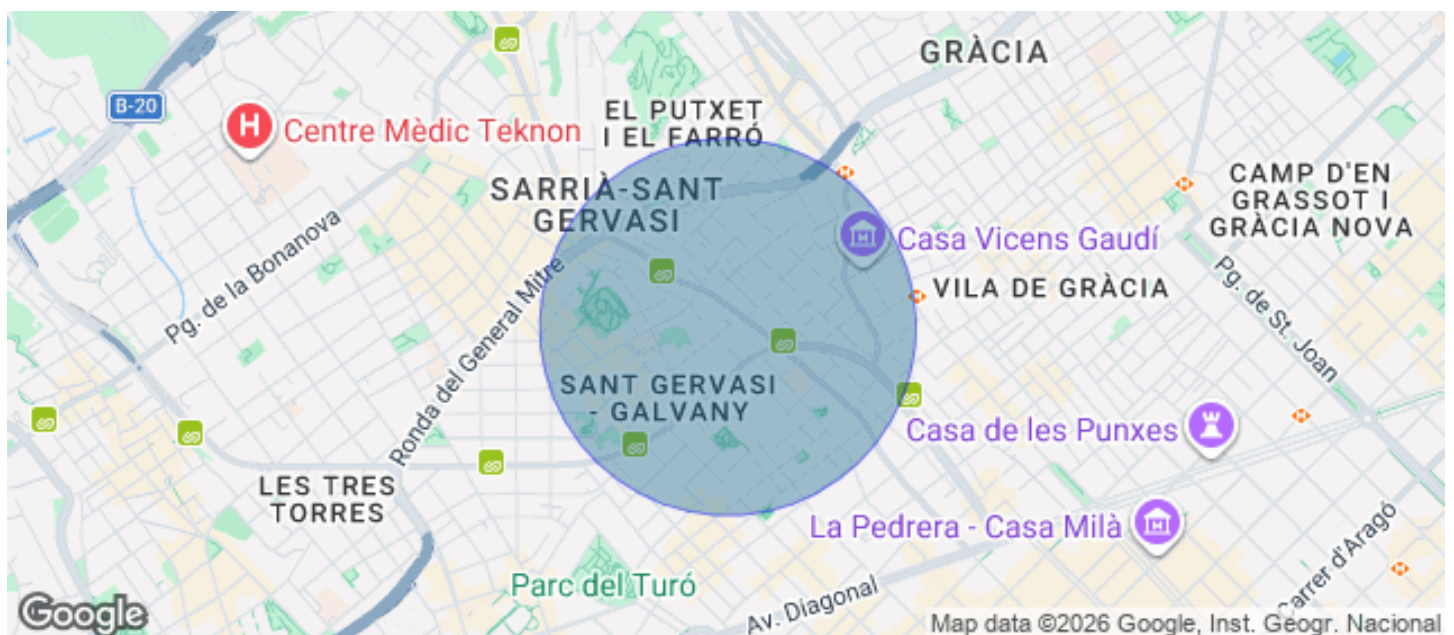 GRÀCIA
B-20
H
Centre Mèdic Teknon
EL PUTXET
I EL FARRÓ
SARRIÀ-SANT
GERVASI
CAMP D'EN
GRASSOT I
GRÀCIA NOVA
Casa Vicens Gaudí
VILA DE GRÀCIA
Pg. de la Bonanova
Ronda del General Mitre
Pg. de St. Joan
SANT GERVASI
- GALVANY
Casa de les Punxes
LES TRES
TORRES
La Pedrera - Casa Milà
Parc del Turó
Av. Diagonal
Carrer d'Aragó
Google
Map data ©2026 Google, Inst. Geogr. Nacional